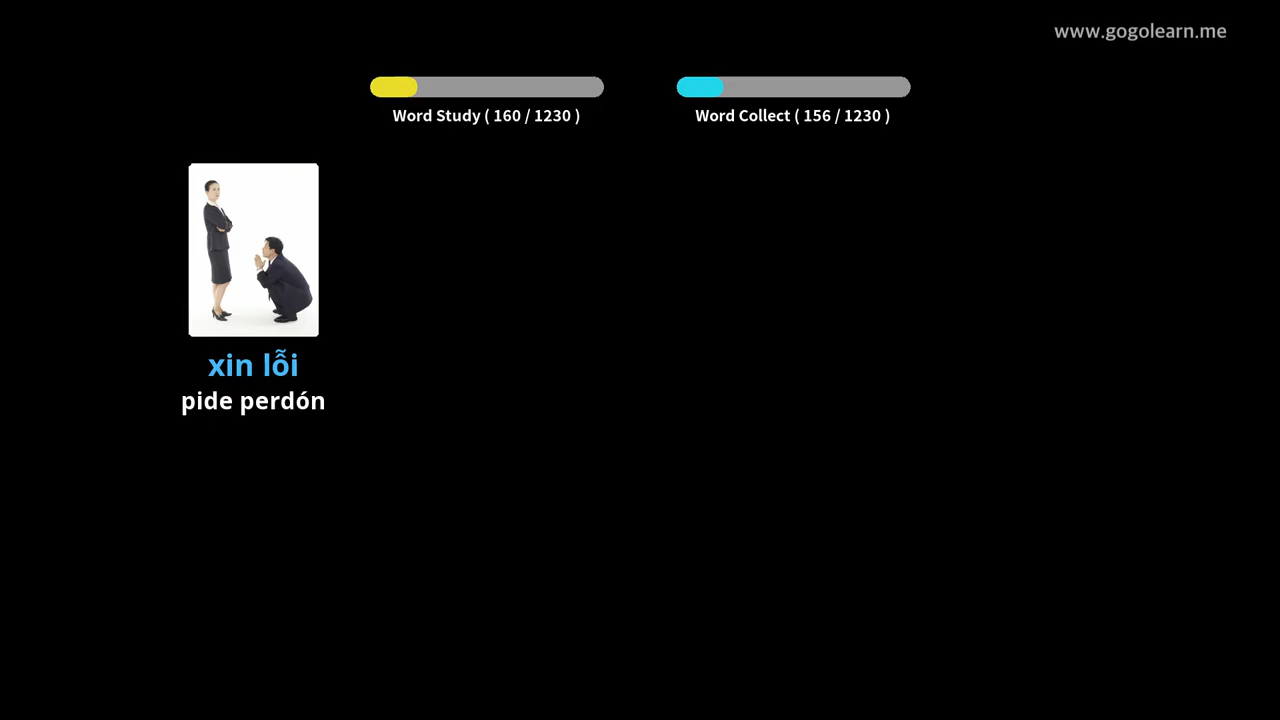 www.gogolearn.me
Word Study ( 160 / 1230 )
Word Collect ( 156 / 1230 )
xin lỗi
pide perdón